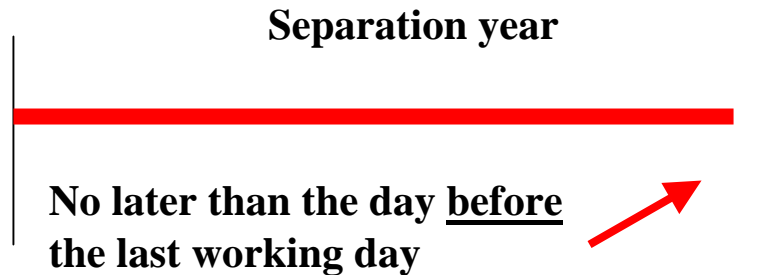 Separation year
No later than the day before
the last working day